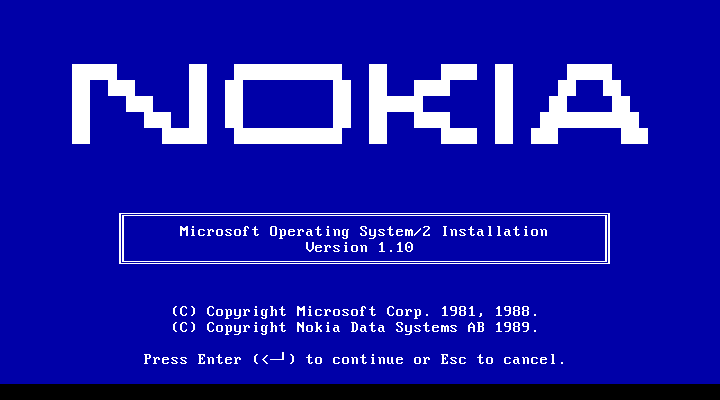 NOKIA
Microsoft Operating System/2 Installation
Version 1.10
(C) Copyright Microsoft Corp. 1981, 1988.
(C) Copyright Nokia Data Systems AB 1989.
Press Enter (<─┘) to continue or Esc to cancel.